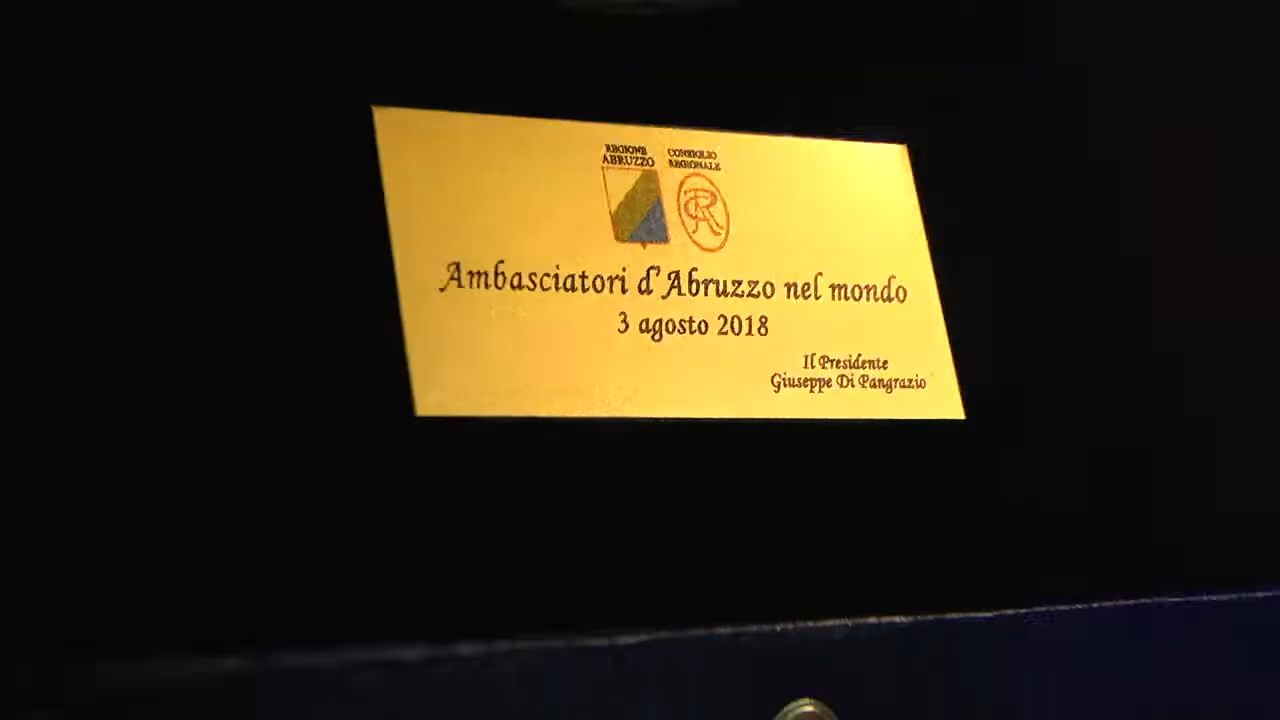 REGIONE
ABRUZZO
CONSIGLIO
REGIONALE
Ambasciatori d'Abruzzo nel mondo
3 agosto 2018
Il Presidente
Giuseppe Di Pangrazio